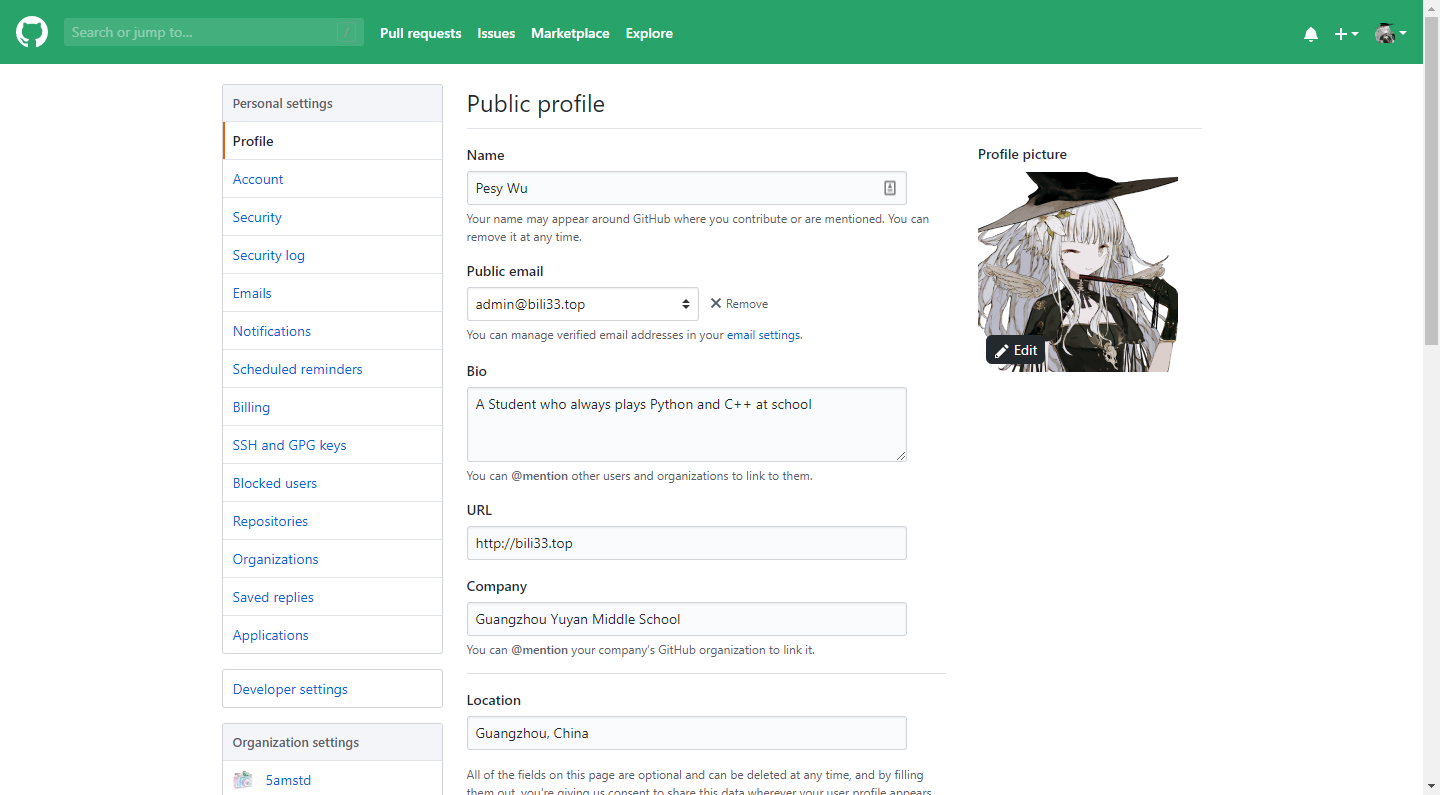 Search or jump to... /
Pull requests
Issues
Marketplace
Explore
Personal settings
Profile
Account
Security
Security log
Emails
Notifications
Scheduled reminders
Billing
SSH and GPG keys
Blocked users
Repositories
Organizations
Saved replies
Applications
Developer settings
Organization settings
5amstd
Public profile
Name
Pesy Wu
Your name may appear around GitHub where you contribute or are mentioned. You can
remove it at any time.
Public email
admin@bili33.top
Remove
You can manage verified email addresses in your email settings.
Bio
A Student who always plays Python and C++ at school
You can @mention other users and organizations to link to them.
URL
http://bili33.top
Company
Guangzhou Yuyan Middle School
You can @mention your company's GitHub organization to link it.
Location
Guangzhou, China
All of the fields on this page are optional and can be deleted at any time, and by filling
them out, you're giving us consent to share this data wherever your user profile appears.
Profile picture
Edit